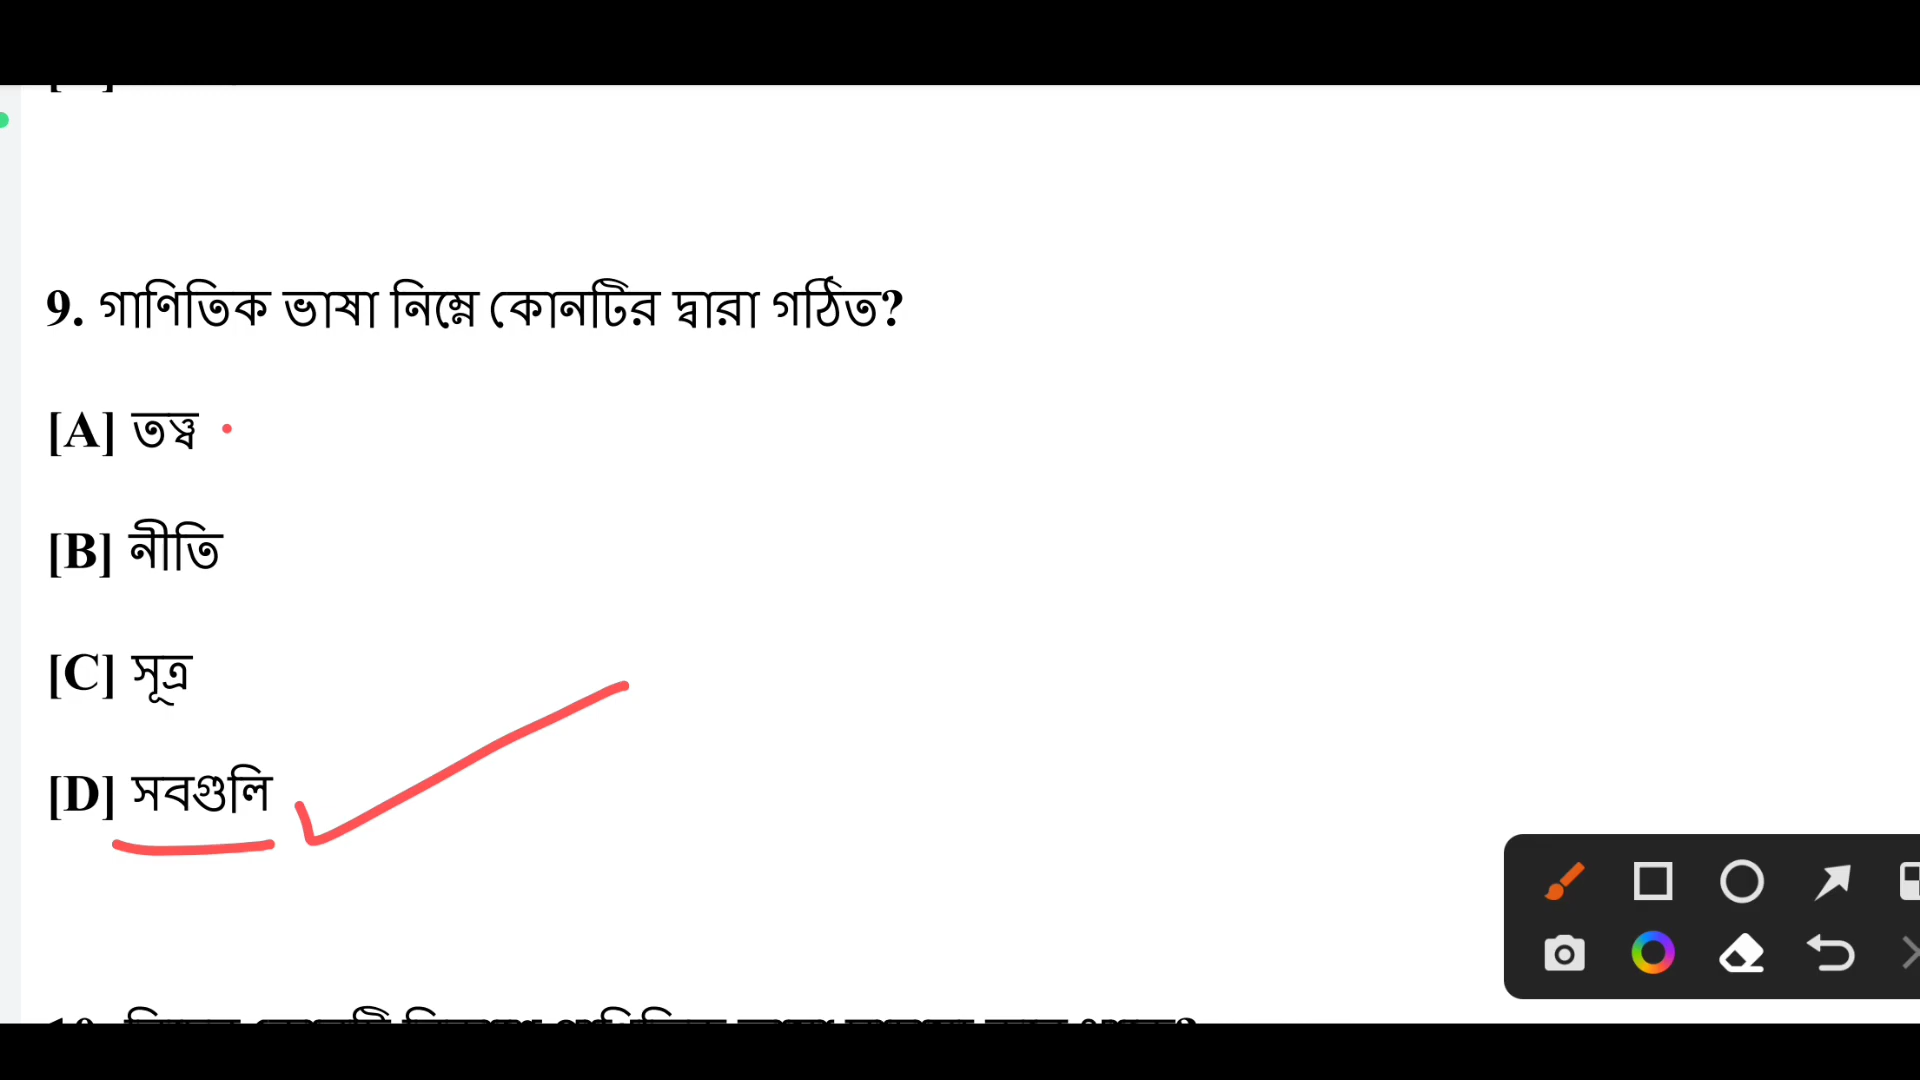 9. গাণিতিক ভাষা নিম্নে কোনটির দ্বারা গঠিত?
[A] তত্ত্ব
[B] নীতি
[C] সূত্র
[D] সবগুলি